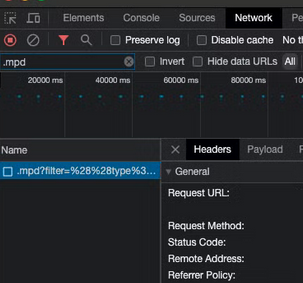 Elements Console Sources Network
Preserve log Disable cache No th
.mpd Invert Hide data URLs All
20000 ms 40000 ms 60000 ms 80000 ms
Name Headers Payload
.mpd?filter=%28%28type%3...
General
Request URL:
Request Method:
Status Code:
Remote Address:
Referrer Policy: